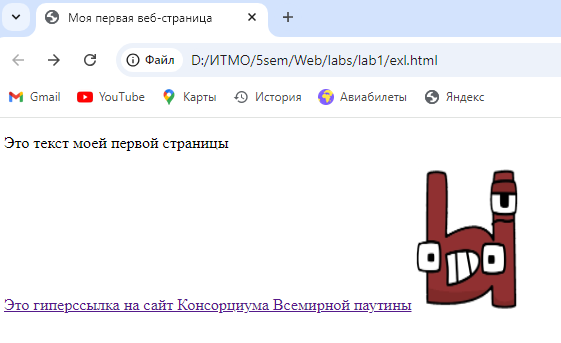 Моя первая веб-страница
Файл D:/ИТМО/5sem/Web/labs/lab1/exl.html
Gmail YouTube Карты История Авиабилеты Яндекс
Это текст моей первой страницы
Это гиперссылка на сайт Консорциума Всемирной паутины